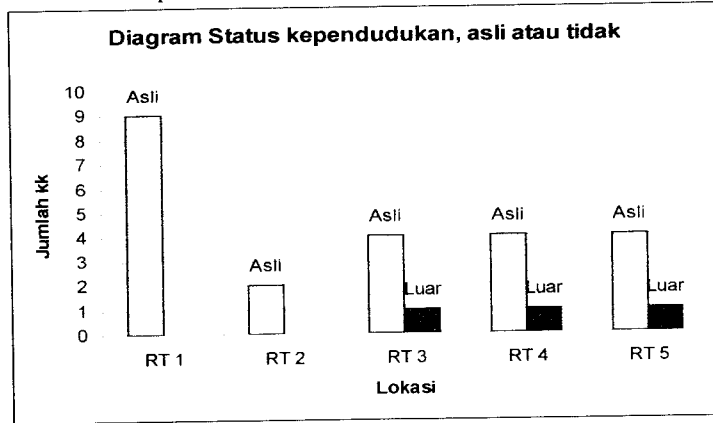 Diagram Status kependudukan, asli atau tidak
Jumlah kk
10
9
8
7
6
5
4
3
2
1
0
Asli
Asli
Asli
Luar
Asli
Luar
Asli
Luar
RT 1
RT 2
RT 3
RT 4
RT 5
Lokasi